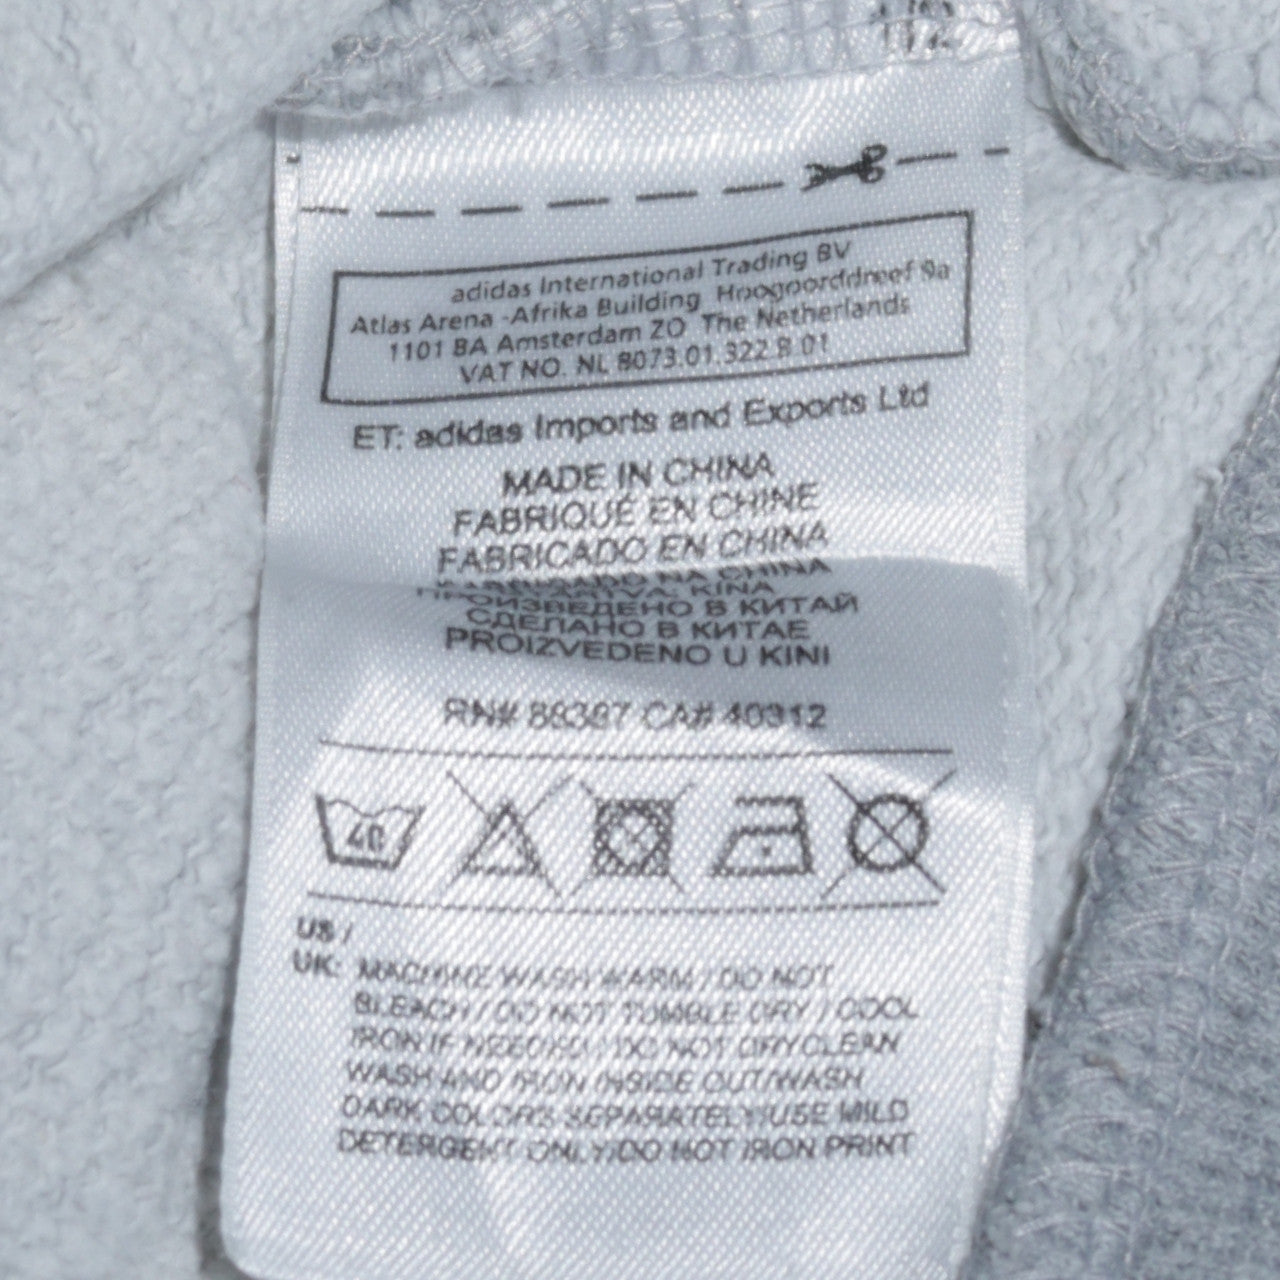 adidas International Trading BV
Atlas Arena -Afrika Building Hoogoorddreef 9a
1101 BA Amsterdam ZO The Netherlands
VAT NO. NL 8073.01.322.B.01
ET: adidas Imports and Exports Ltd
MADE IN CHINA
FABRIQUÉ EN CHINE
FABRICADO EN CHINA
FABRICADO NA CHINA
KINA
ПРОИЗВЕДЕНО В КИТАЙ
СДЕЛАНО В КИТАЕ
PROIZVEDENO U KINI
RN# 88387 CA# 40312
40
US /
UK: MACHINE WASH WARM / DO NOT
BLEACH / DO NOT TUMBLE DRY / COOL
IRON IF NEEDED / DO NOT DRYCLEAN
WASH AND IRON INSIDE OUT/WASH
DARK COLORS SEPARATELY/USE MILD
DETERGENT ONLY/DO NOT IRON PRINT